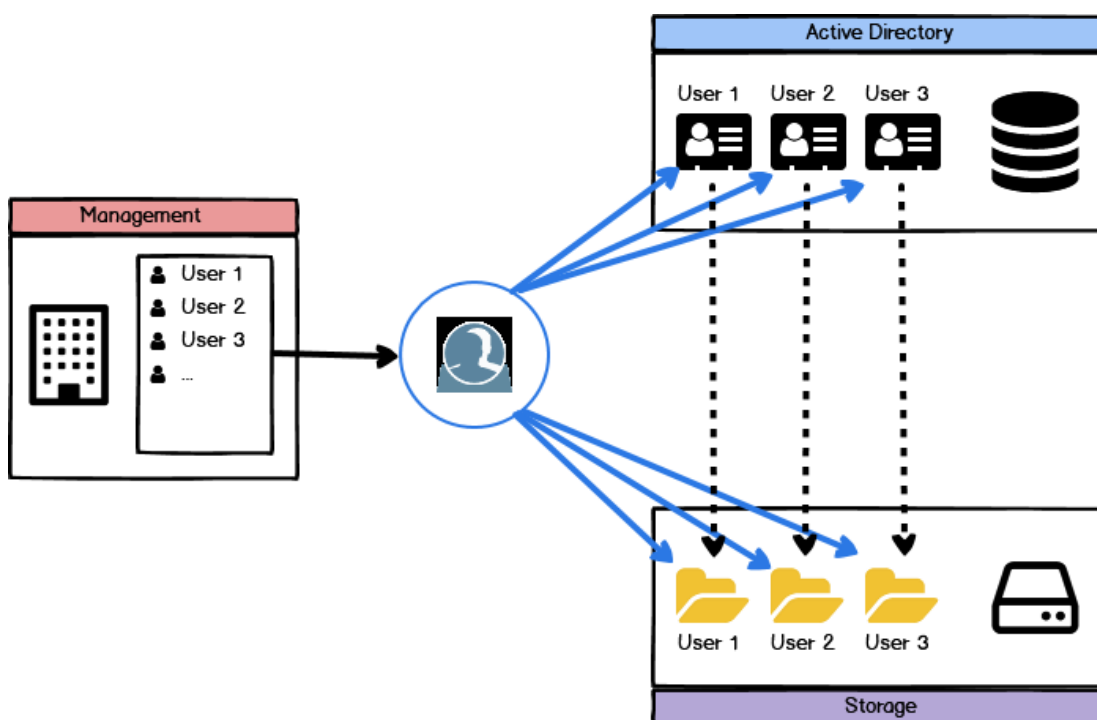 Active Directory
User 1 User 2 User 3
Management
User 1
User 2
User 3
...
User 1 User 2 User 3
Storage